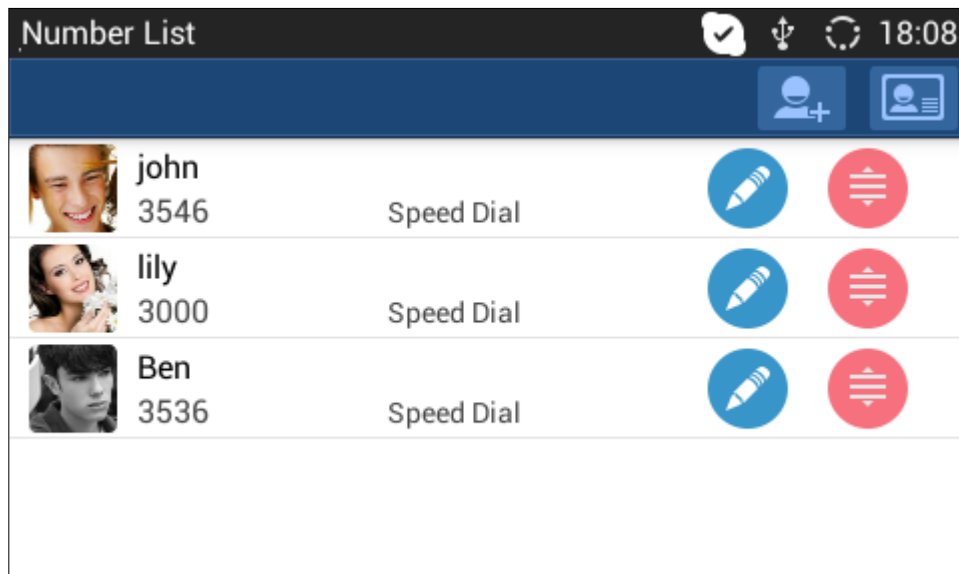 Number List
18:08
john
3546
Speed Dial
lily
3000
Speed Dial
Ben
3536
Speed Dial